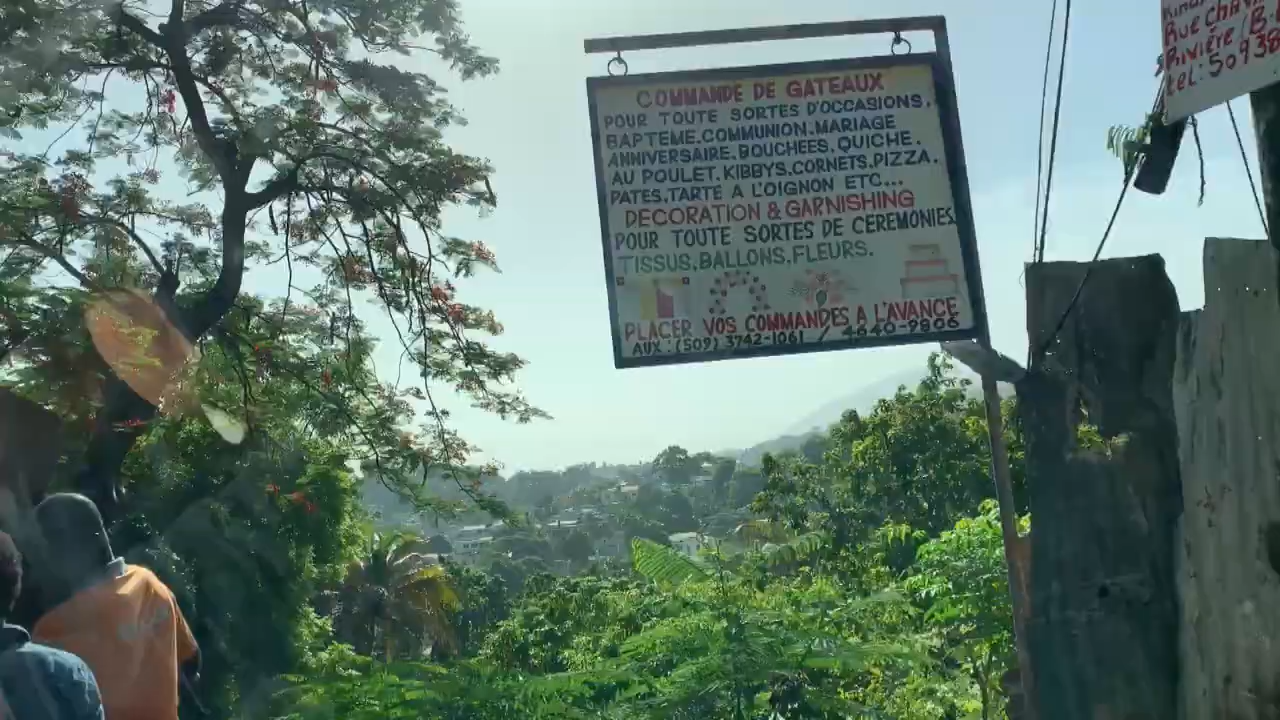 COMMANDE DE GATEAUX
POUR TOUTE SORTES D'OCCASIONS.
BAPTEME.COMMUNION.MARIAGE
ANNIVERSAIRE.BOUCHEES.QUICHE.
AU POULET.KIBBYS.CORNETS.PIZZA.
PATES.TARTE A L'OIGNON ETC...
DECORATION & GARNISHING
POUR TOUTE SORTES DE CEREMONIES
TISSUS.BALLONS.FLEURS.
PLACER VOS COMMANDES A L'AVANCE
AUX : (509) 3742-1061 / 4640-9806
Rue
Rivière
tel: 50938